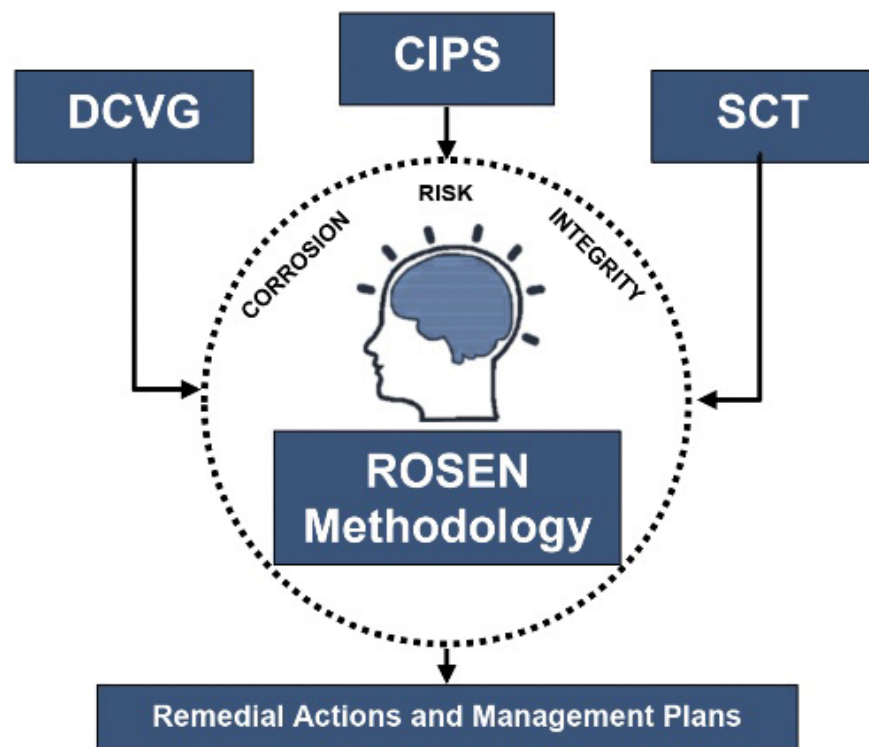 CIPS
DCVG
SCT
RISK
CORROSION
INTEGRITY
ROSEN
Methodology
Remedial Actions and Management Plans